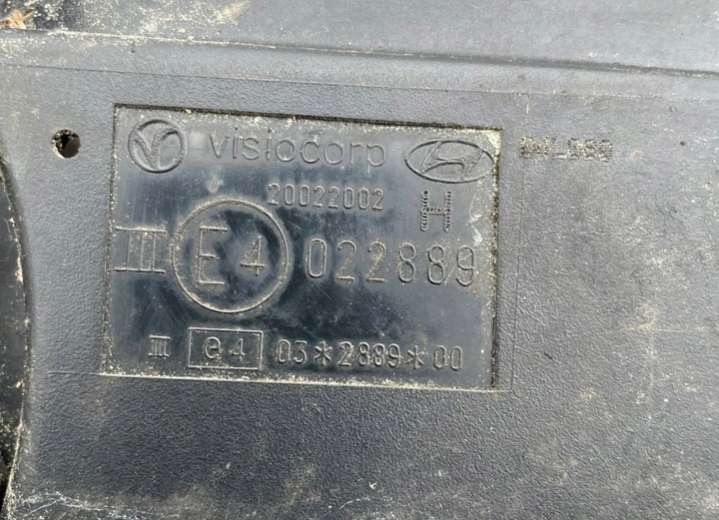 visiocorp
20022002
H
III E4 022889
III e4 03*2889*00